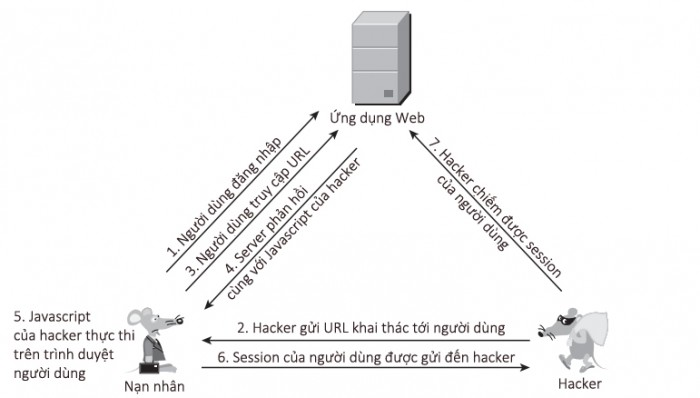 Ứng dụng Web
1. Người dùng đăng nhập
3. Người dùng truy cập URL
4. Server phản hồi
cùng với Javascript của hacker
7. Hacker chiếm được session
của người dùng
5. Javascript
của hacker thực thi
trên trình duyệt
người dùng
2. Hacker gửi URL khai thác tới người dùng
6. Session của người dùng được gửi đến hacker
Nạn nhân
Hacker